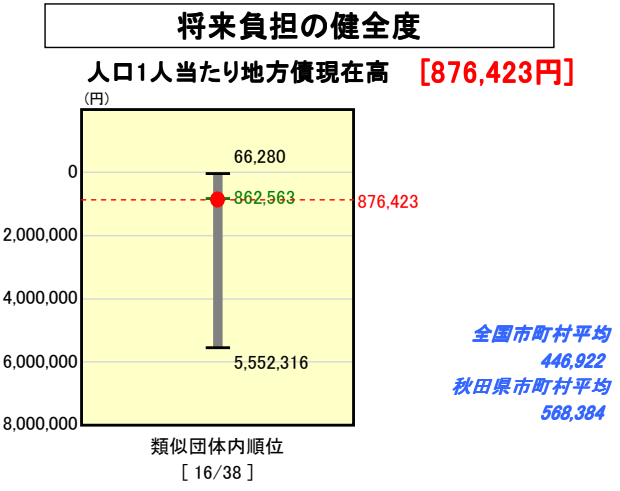 将来負担の健全度
人口1人当たり地方債現在高 [876,423円]
(円)
66,280
0
862,563
876,423
2,000,000
4,000,000
全国市町村平均
446,922
6,000,000
5,552,316
秋田県市町村平均
568,384
8,000,000
類似団体内順位
[ 16/38 ]